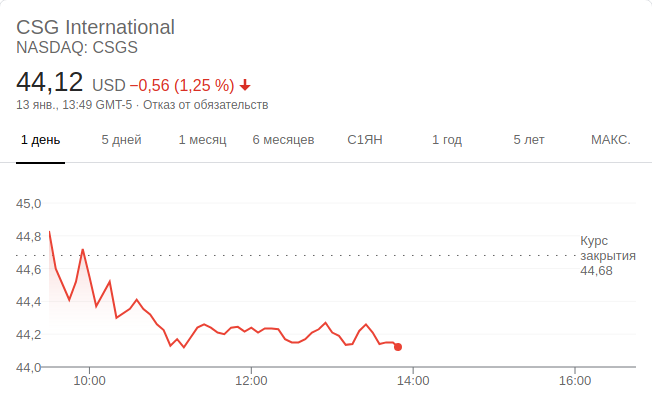 CSG International
NASDAQ: CSGS
44,12 USD −0,56 (1,25 %)
13 янв., 13:49 GMT-5 · Отказ от обязательств
1 день 5 дней 1 месяц 6 месяцев С1ЯН 1 год 5 лет МАКС.
45,0
44,8
44,6
44,4
44,2
44,0
Курс
закрытия
44,68
10:00 12:00 14:00 16:00